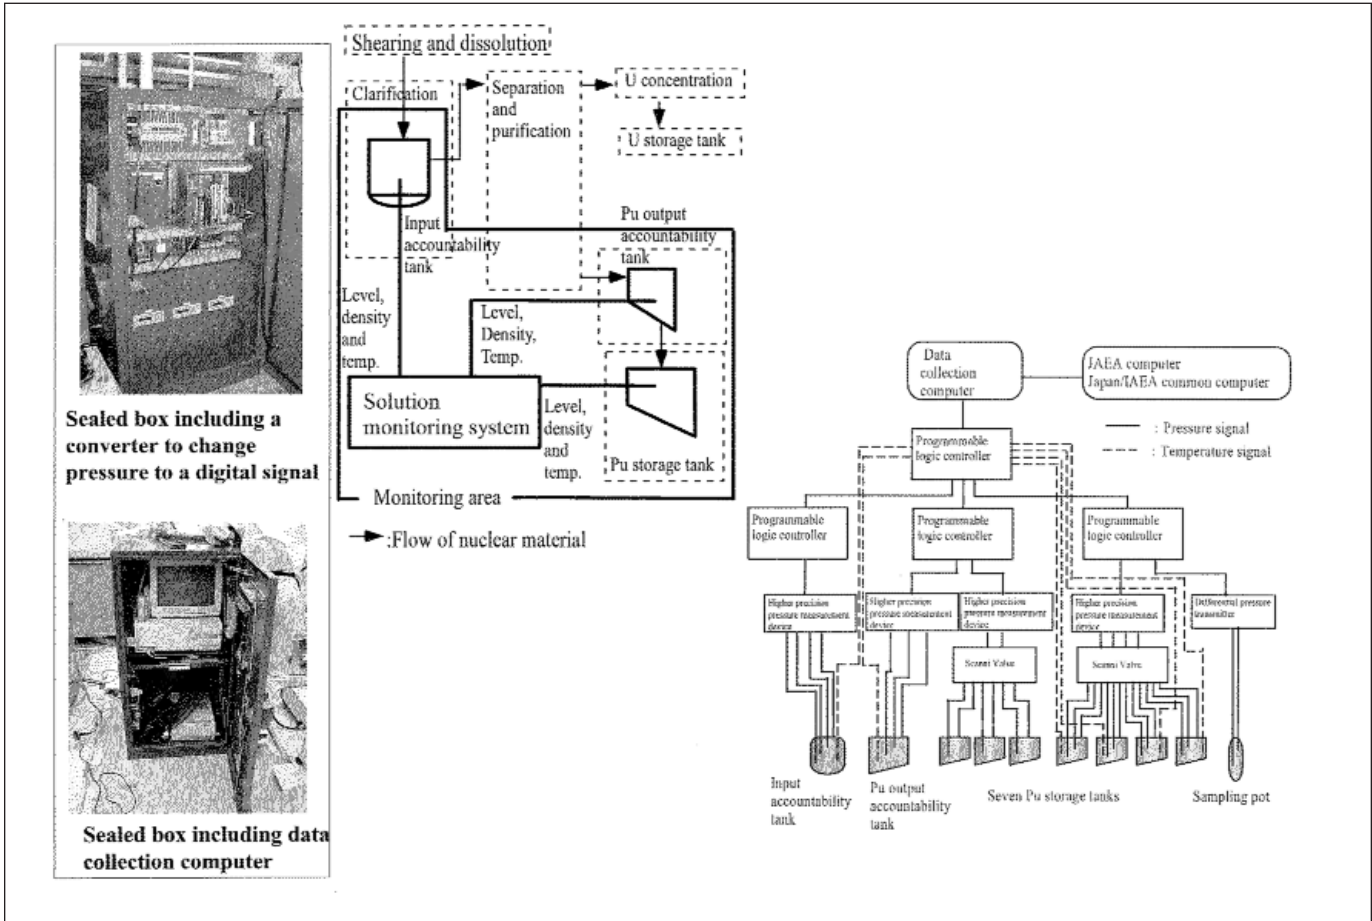 Sealed box including a
converter to change
pressure to a digital signal
Sealed box including data
collection computer
Shearing and dissolution
Clarification
Separation
and
purification
U concentration
U storage tank
Input
accountability
tank
Pu output
accountability
tank
Level,
density
and
temp.
Level,
Density,
Temp.
Solution
monitoring system
Level,
density
and
temp.
Pu storage tank
Monitoring area
:Flow of nuclear material
Data
collection
computer
JAEA computer
Japan/IAEA common computer
: Pressure signal
: Temperature signal
Programmable
logic controller
Programmable
logic controller
Programmable
logic controller
Programmable
logic controller
Higher precision
pressure measurement
device
Higher precision
pressure measurement
device
Higher precision
pressure measurement
device
Higher precision
pressure measurement
device
Differential pressure
transmitter
Scanni Valve
Scanni Valve
Input
accountability
tank
Pu output
accountability
tank
Seven Pu storage tanks
Sampling pot